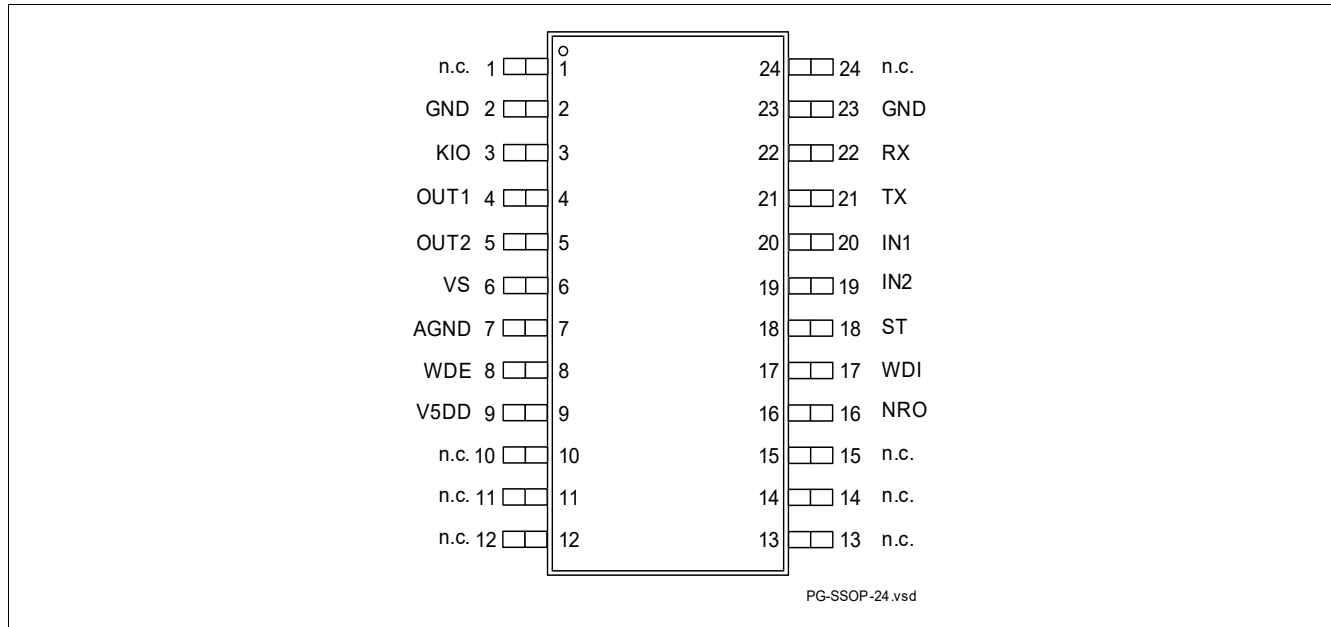 n.c. 1 1 24 24 n.c.
GND 2 2 23 23 GND
KIO 3 3 22 22 RX
OUT1 4 4 21 21 TX
OUT2 5 5 20 20 IN1
VS 6 6 19 19 IN2
AGND 7 7 18 18 ST
WDE 8 8 17 17 WDI
V5DD 9 9 16 16 NRO
n.c. 10 10 15 15 n.c.
n.c. 11 11 14 14 n.c.
n.c. 12 12 13 13 n.c.
PG-SSOP-24.vsd